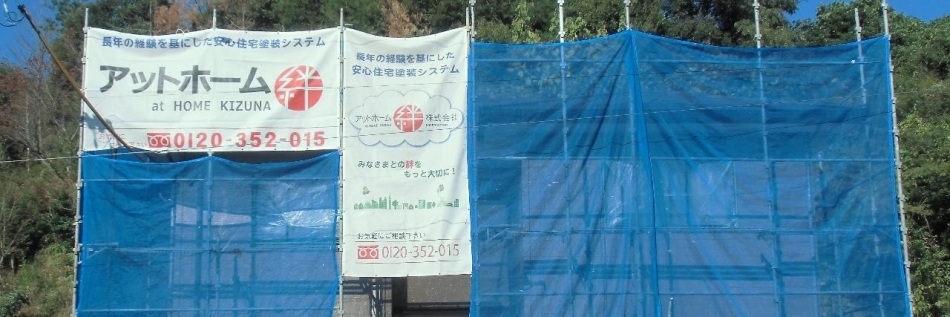 長年の経験を基にした安心住宅塗装システム
アットホーム 絆
at HOME KIZUNA
0120-352-015
長年の経験を基にした
安心住宅塗装システム
アットホーム 絆 株式会社
みなさまとの絆を
もっと大切に!
お気軽にご相談下さい
0120-352-015